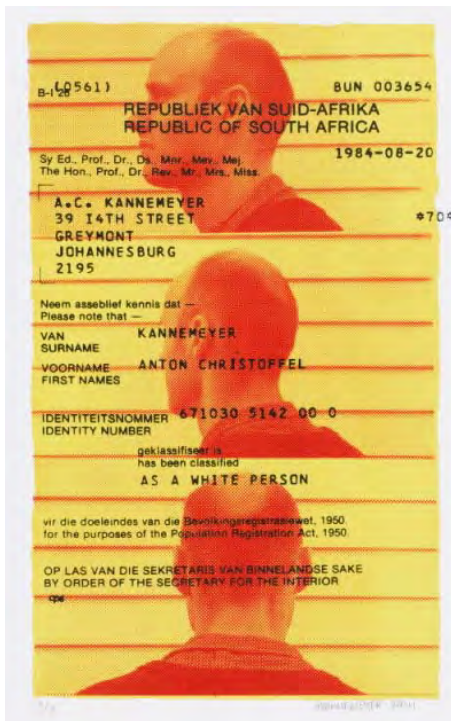 (0561)
B-I 26
BUN 003654
REPUBLIEK VAN SUID-AFRIKA
REPUBLIC OF SOUTH AFRICA
1984-08-20
Sy Ed., Prof., Dr., Ds., Mnr., Mev., Mej.
The Hon., Prof., Dr., Rev., Mr., Mrs., Miss.
A.C. KANNEMEYER
39 I4TH STREET
GREYMONT
JOHANNESBURG
2195
Neem asseblief kennis dat —
Please note that —
VAN
SURNAME
KANNEMEYER
VOORNAME
FIRST NAMES
ANTON CHRISTOFFEL
IDENTITEITSNOMMER
IDENTITY NUMBER
671030 5142 00 0
geklassifiseer is
has been classified
AS A WHITE PERSON
vir die doeleindes van die Bevolkingsregistrasiewet, 1950.
for the purposes of the Population Registration Act, 1950.
OP LAS VAN DIE SEKRETARIS VAN BINNELANDSE SAKE
BY ORDER OF THE SECRETARY FOR THE INTERIOR